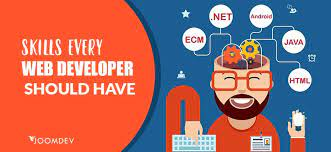 SKILLS EVERY
WEB DEVELOPER
SHOULD HAVE
JOOMDEV
.NET
Android
ECM
JAVA
HTML